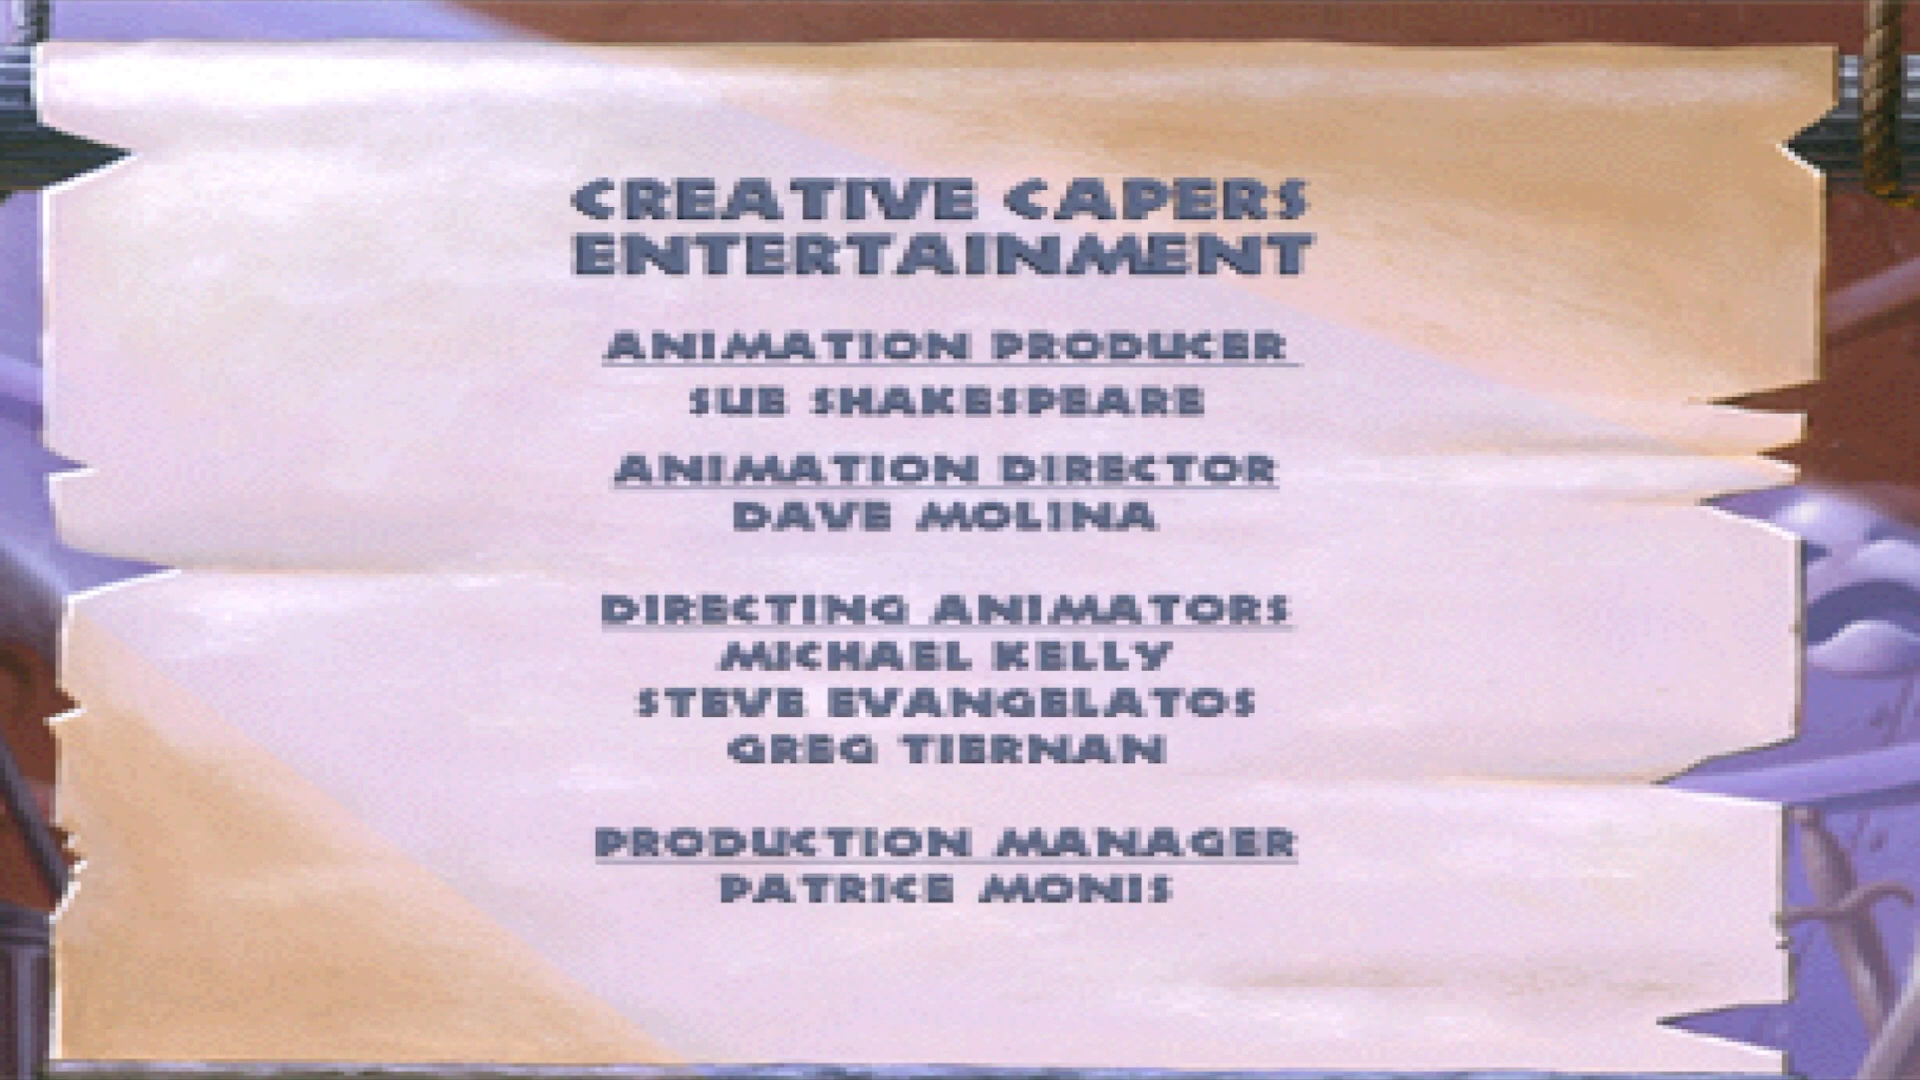 CREATIVE CAPERS
ENTERTAINMENT
ANIMATION PRODUCER
SUE SHAKESPEARE
ANIMATION DIRECTOR
DAVE MOLINA
DIRECTING ANIMATORS
MICHAEL KELLY
STEVE EVANGELATOS
GREG TIERNAN
PRODUCTION MANAGER
PATRICE MONIS